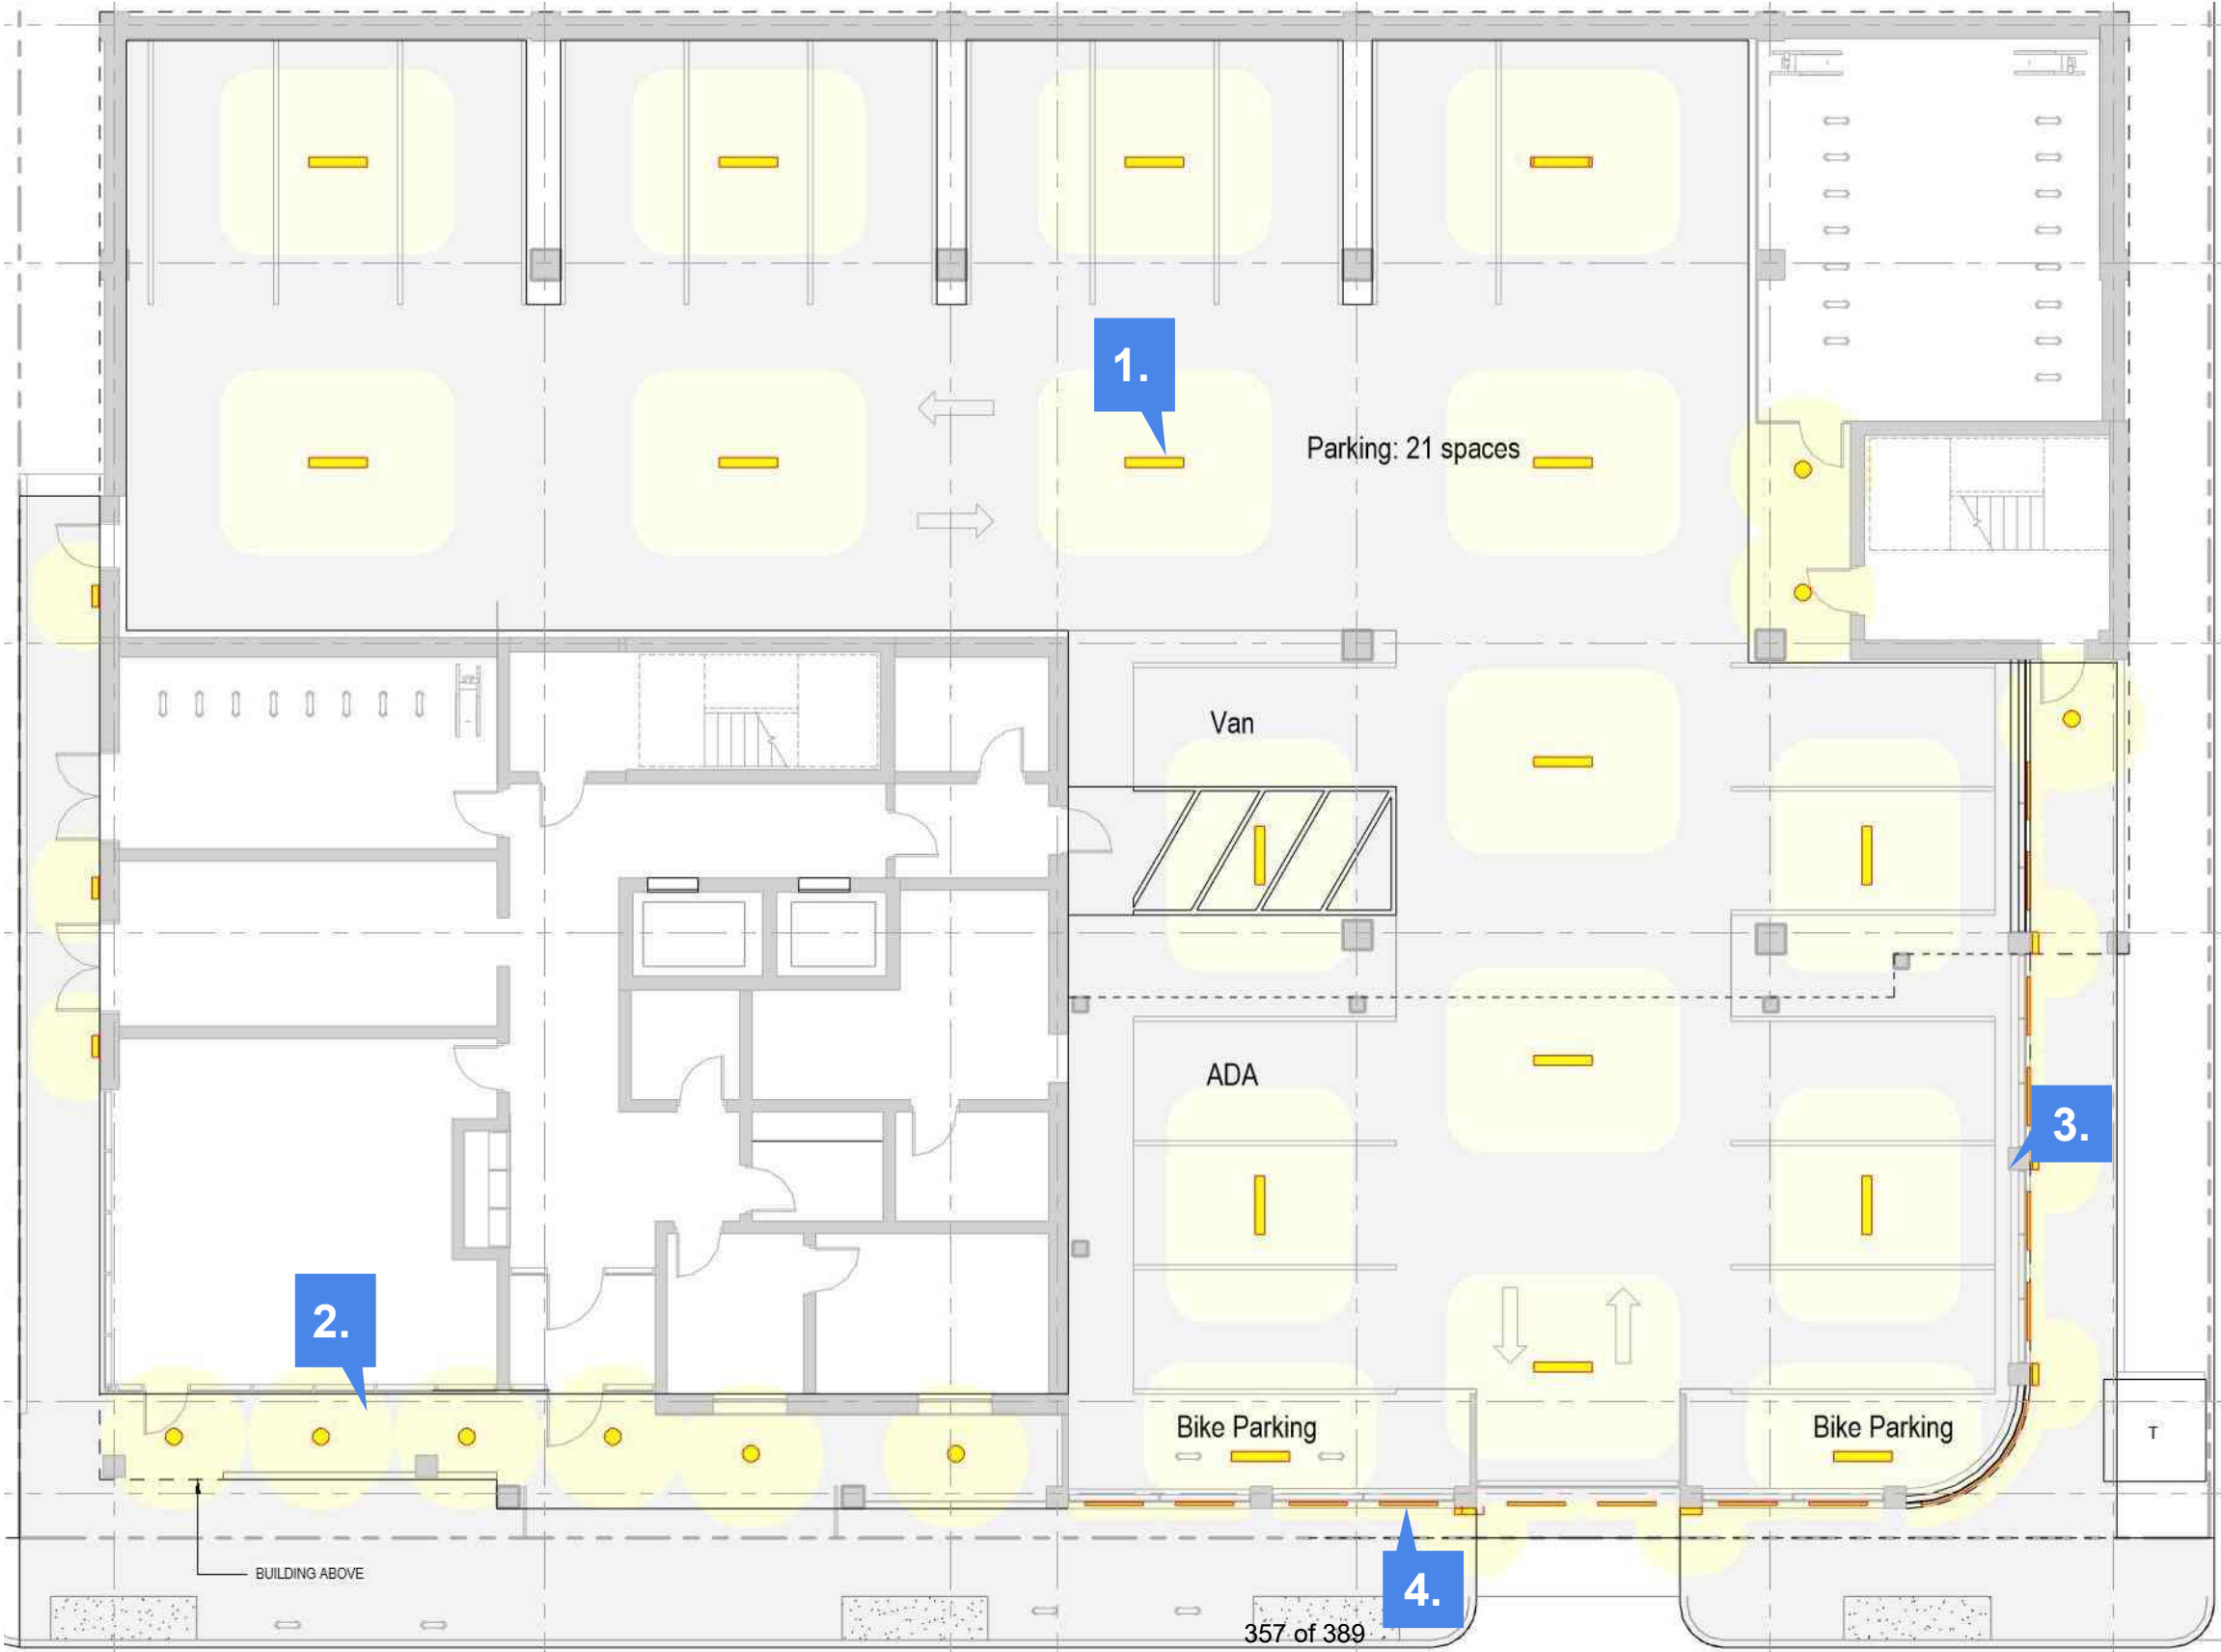 1.
Parking: 21 spaces
Van
ADA
3.
2.
Bike Parking
Bike Parking
T
BUILDING ABOVE
4.
357 of 389